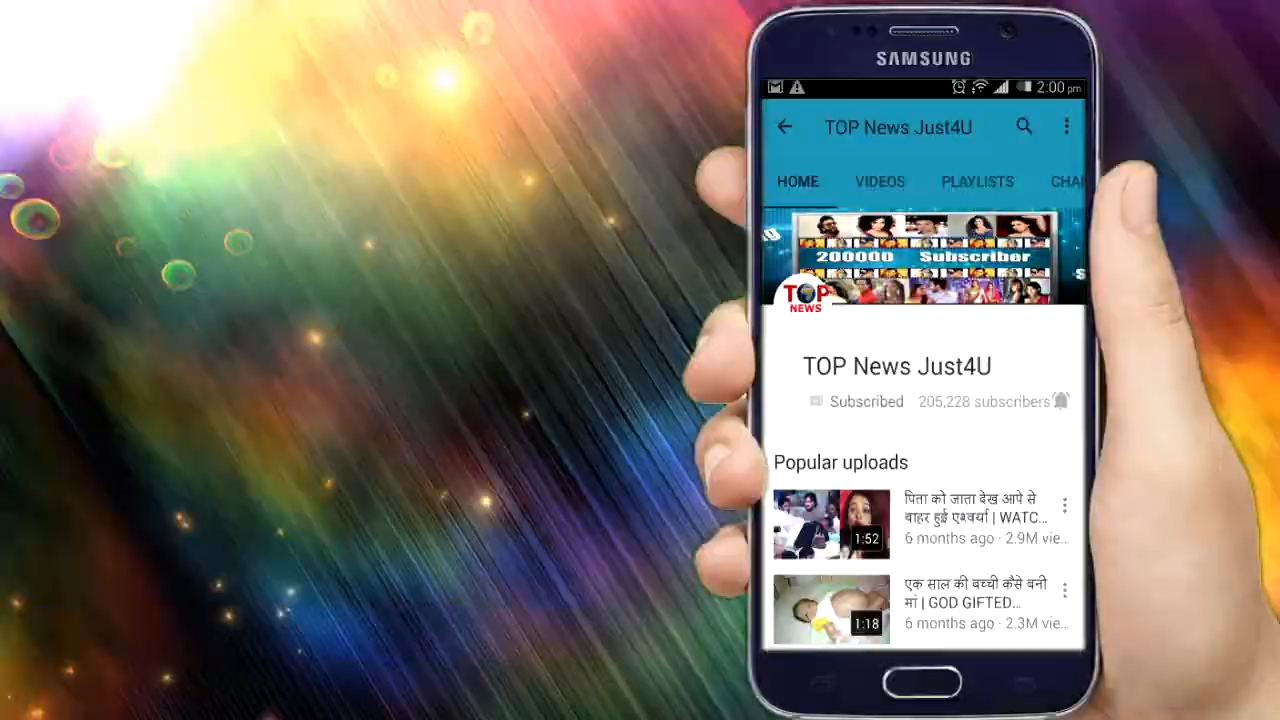 SAMSUNG
2:00 pm
TOP News Just4U
HOME VIDEOS PLAYLISTS CHA
200000 Subscriber
TOP
NEWS
TOP News Just4U
Subscribed 205,228 subscribers
Popular uploads
पिता को जाता देख आपे से
बाहर हुई एश्वर्या | WATC...
1:52
6 months ago · 2.9M vie...
एक साल की बच्ची कैसे बनी
मां | GOD GIFTED...
1:18
6 months ago · 2.3M vie...